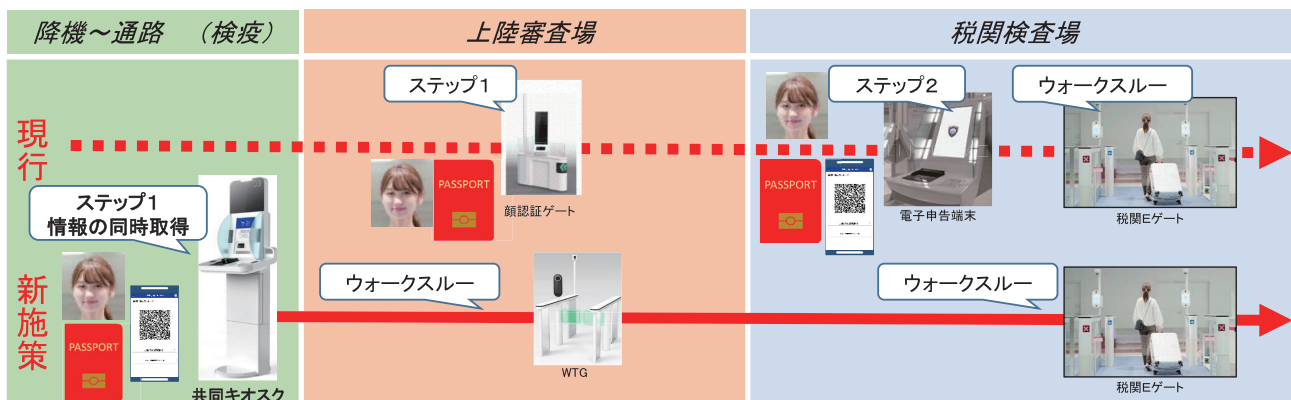 降機～通路 （検疫）
上陸審査場
税関検査場
現行
ステップ1
PASSPORT
顔認証ゲート
ステップ2
PASSPORT
電子申告端末
ウォークスルー
税関Eゲート
新施策
ステップ1
情報の同時取得
PASSPORT
共同キオスク
ウォークスルー
WTG
ウォークスルー
税関Eゲート